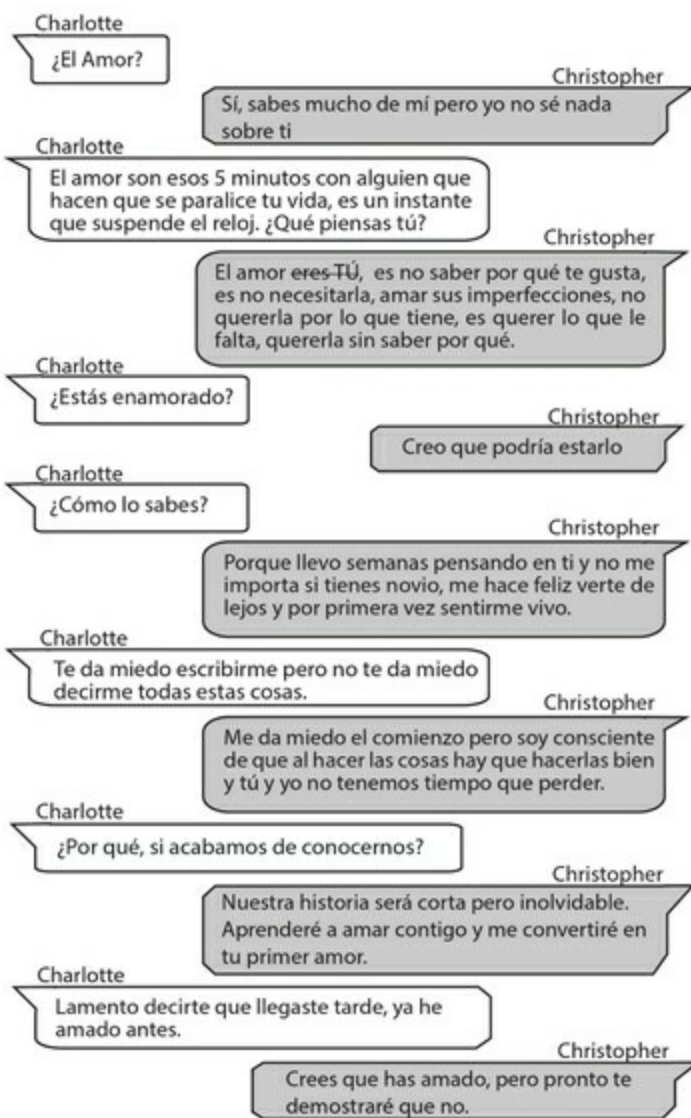 Charlotte
¿El Amor?
Christopher
Sí, sabes mucho de mí pero yo no sé nada
sobre ti
Charlotte
El amor son esos 5 minutos con alguien que
hacen que se paralice tu vida, es un instante
que suspende el reloj. ¿Qué piensas tú?
Christopher
El amor eres TÚ, es no saber por qué te gusta,
es no necesitarla, amar sus imperfecciones, no
quererla por lo que tiene, es querer lo que le
falta, quererla sin saber por qué.
Charlotte
¿Estás enamorado?
Christopher
Creo que podría estarlo
Charlotte
¿Cómo lo sabes?
Christopher
Porque llevo semanas pensando en ti y no me
importa si tienes novio, me hace feliz verte de
lejos y por primera vez sentirme vivo.
Charlotte
Te da miedo escribirme pero no te da miedo
decirme todas estas cosas.
Christopher
Me da miedo el comienzo pero soy consciente
de que al hacer las cosas hay que hacerlas bien
y tú y yo no tenemos tiempo que perder.
Charlotte
¿Por qué, si acabamos de conocernos?
Christopher
Nuestra historia será corta pero inolvidable.
Aprenderé a amar contigo y me convertiré en
tu primer amor.
Charlotte
Lamento decirte que llegaste tarde, ya he
amado antes.
Christopher
Crees que has amado, pero pronto te
demostraré que no.